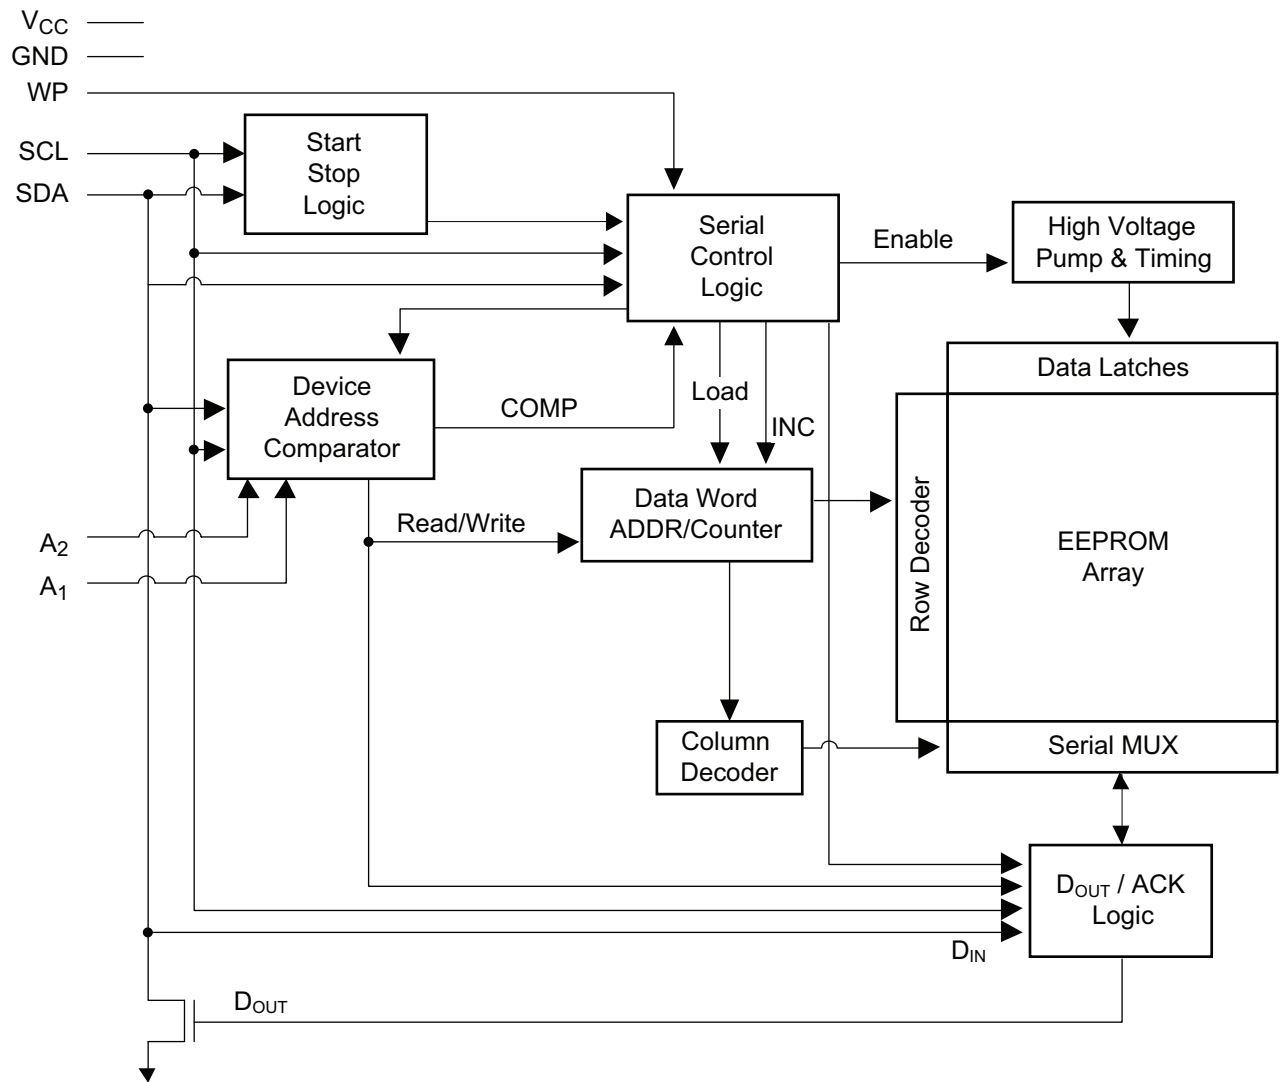 VCC
GND
WP
SCL
SDA
Start
Stop
Logic
Serial
Control
Logic
Enable
High Voltage
Pump & Timing
Data Latches
Device
Address
Comparator
COMP
Load
INC
A2
A1
Read/Write
Data Word
ADDR/Counter
Row Decoder
EEPROM
Array
Column
Decoder
Serial MUX
DOUT / ACK
Logic
DIN
DOUT